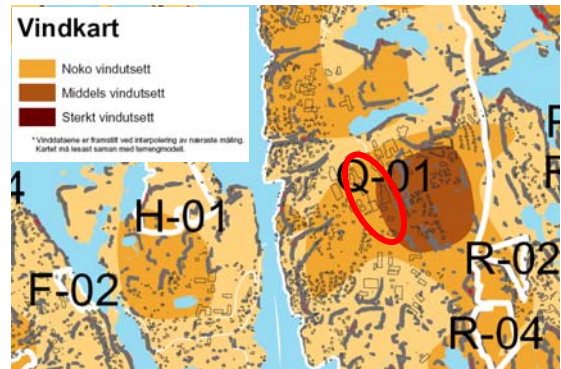 Vindkart
Noko vindutsett
Middels vindutsett
Sterkt vindutsett
* Vinddataene er framstilt ved interpolering av næraste måling.
Kartet må lesast saman med terrengmodell.
Q-01
H-01
R-02
F-02
R-04